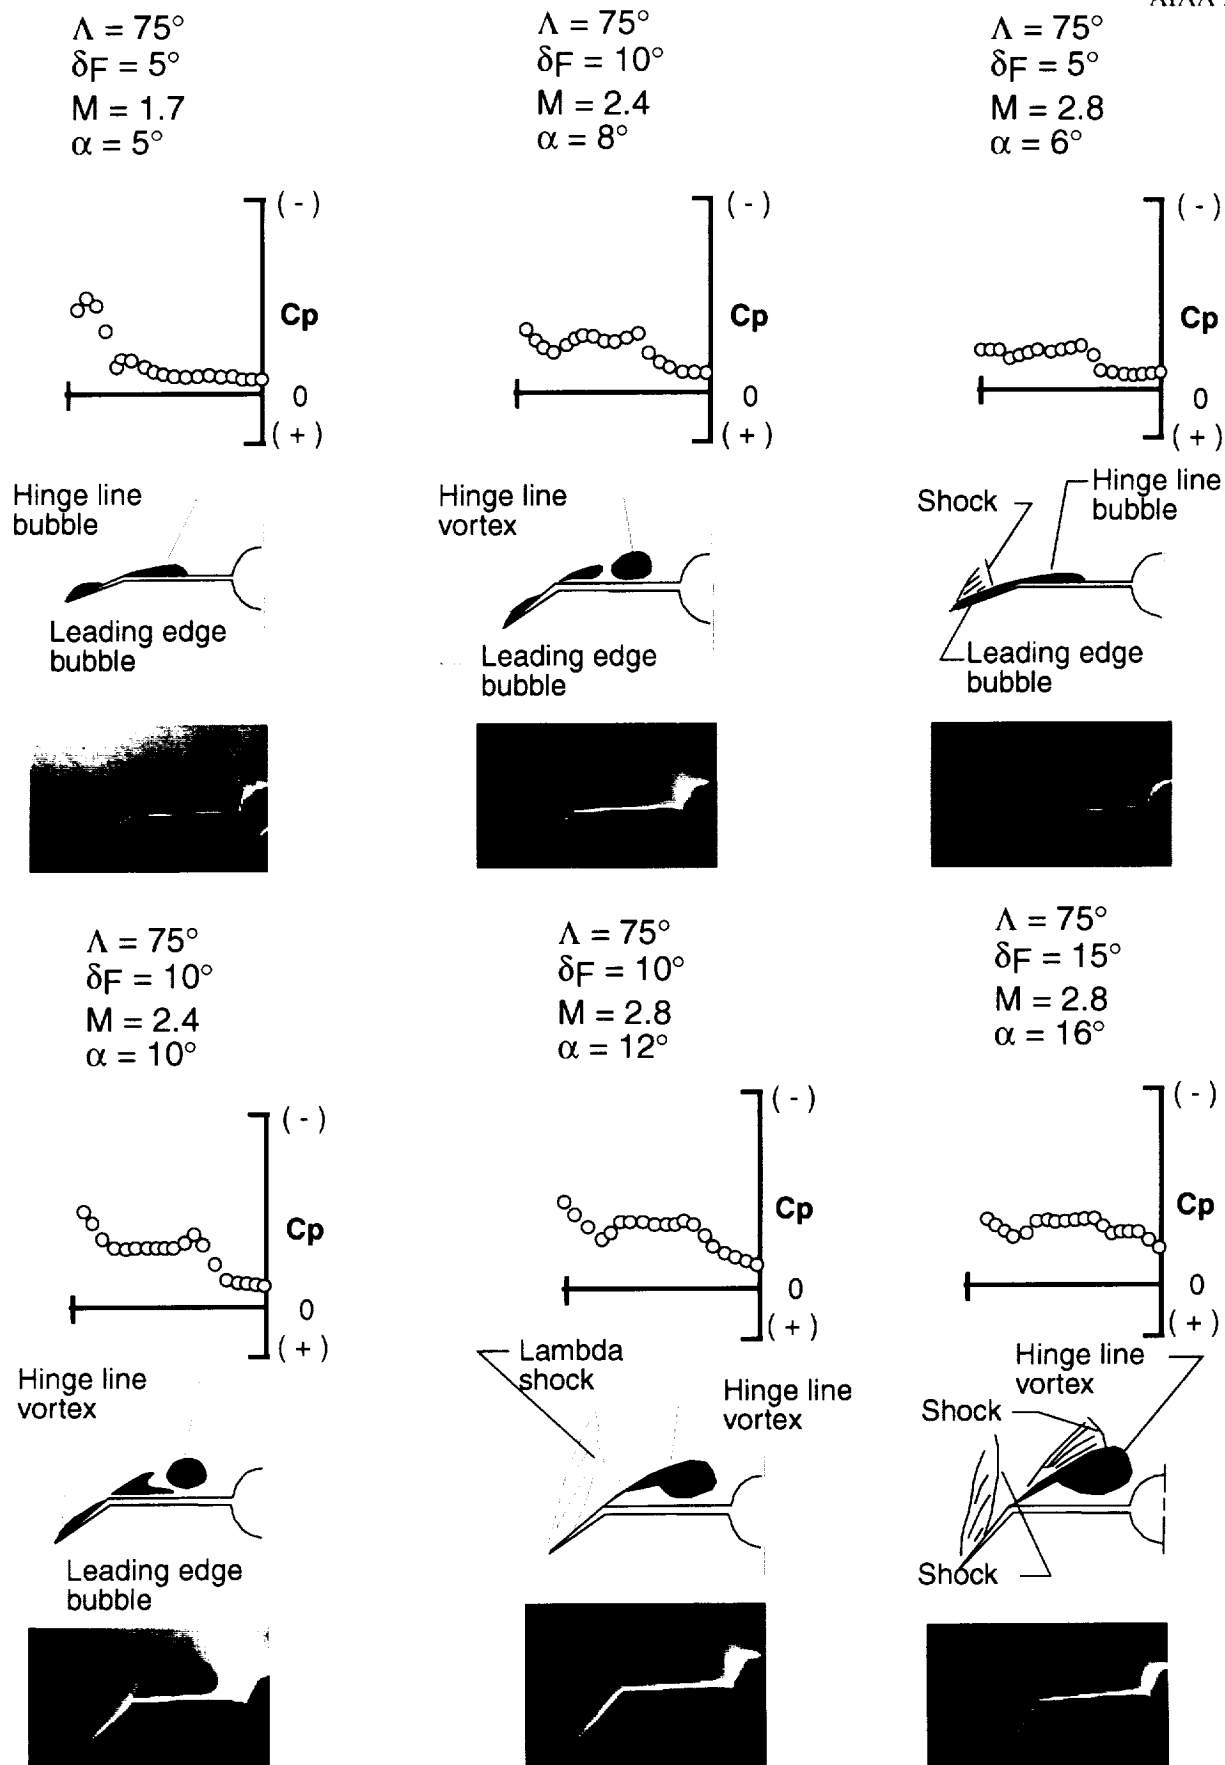 Λ = 75°
δF = 5°
M = 1.7
α = 5°
Λ = 75°
δF = 10°
M = 2.4
α = 8°
Λ = 75°
δF = 5°
M = 2.8
α = 6°
( - )
Cp
0
( + )
( - )
Cp
0
( + )
( - )
Cp
0
( + )
Hinge line
bubble
Leading edge
bubble
Hinge line
vortex
Leading edge
bubble
Shock
Hinge line
bubble
Leading edge
bubble
Λ = 75°
δF = 10°
M = 2.4
α = 10°
Λ = 75°
δF = 10°
M = 2.8
α = 12°
Λ = 75°
δF = 15°
M = 2.8
α = 16°
( - )
Cp
0
( + )
( - )
Cp
0
( + )
( - )
Cp
0
( + )
Hinge line
vortex
Leading edge
bubble
Lambda
shock
Hinge line
vortex
Hinge line
vortex
Shock
Shock